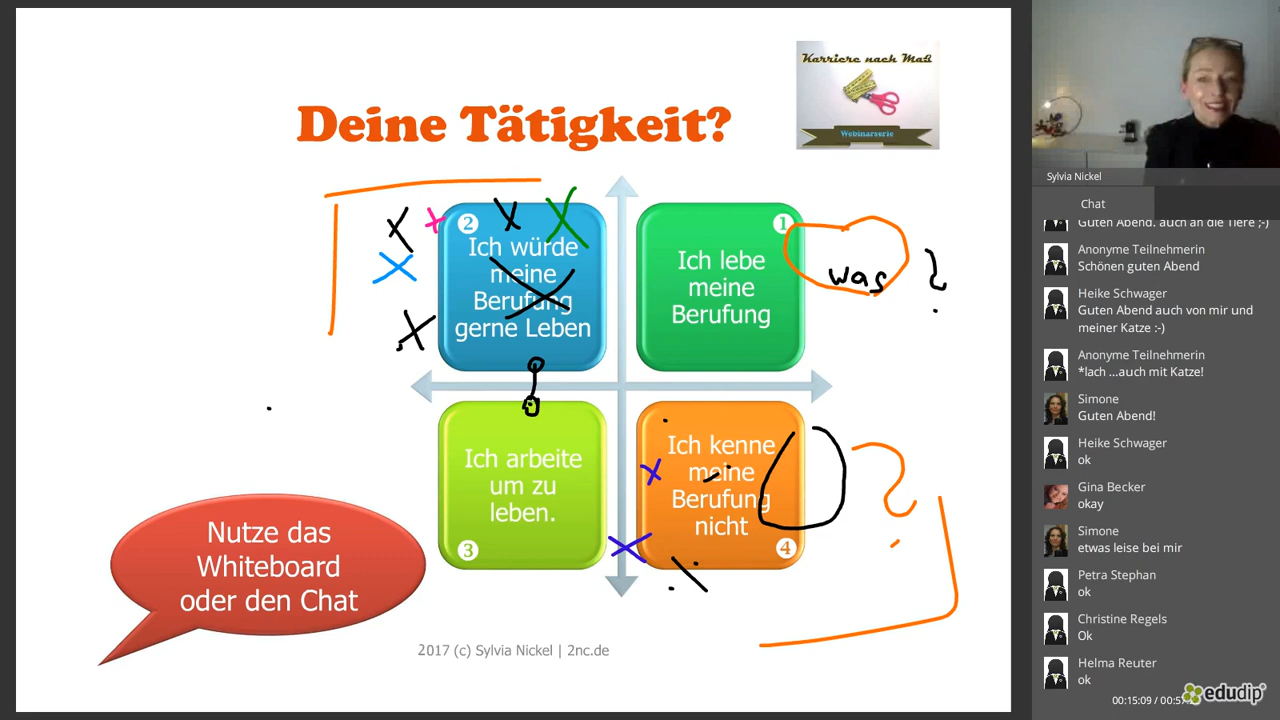 Karriere nach Maß
Webinarserie
Deine Tätigkeit?
2
Ich würde
meine
Berufung
gerne Leben
1
Ich lebe
meine
Berufung
was ?
Ich arbeite
um zu
leben.
3
Ich kenne
meine
Berufung
nicht
4
?
Nutze das
Whiteboard
oder den Chat
2017 (c) Sylvia Nickel | 2nc.de
Sylvia Nickel
Chat
Guten Abend. auch an die Tiere ;-)
Anonyme Teilnehmerin
Schönen guten Abend
Heike Schwager
Guten Abend auch von mir und
meiner Katze :-)
Anonyme Teilnehmerin
*lach ...auch mit Katze!
Simone
Guten Abend!
Heike Schwager
ok
Gina Becker
okay
Simone
etwas leise bei mir
Petra Stephan
ok
Christine Regels
Ok
Helma Reuter
ok
00:15:09
edudip